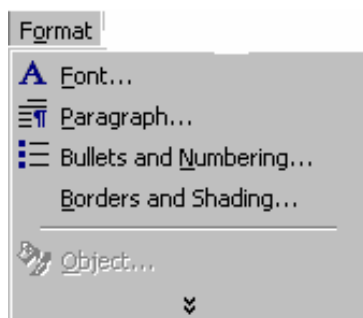 Format
Font...
Paragraph...
Bullets and Numbering...
Borders and Shading...
Object...